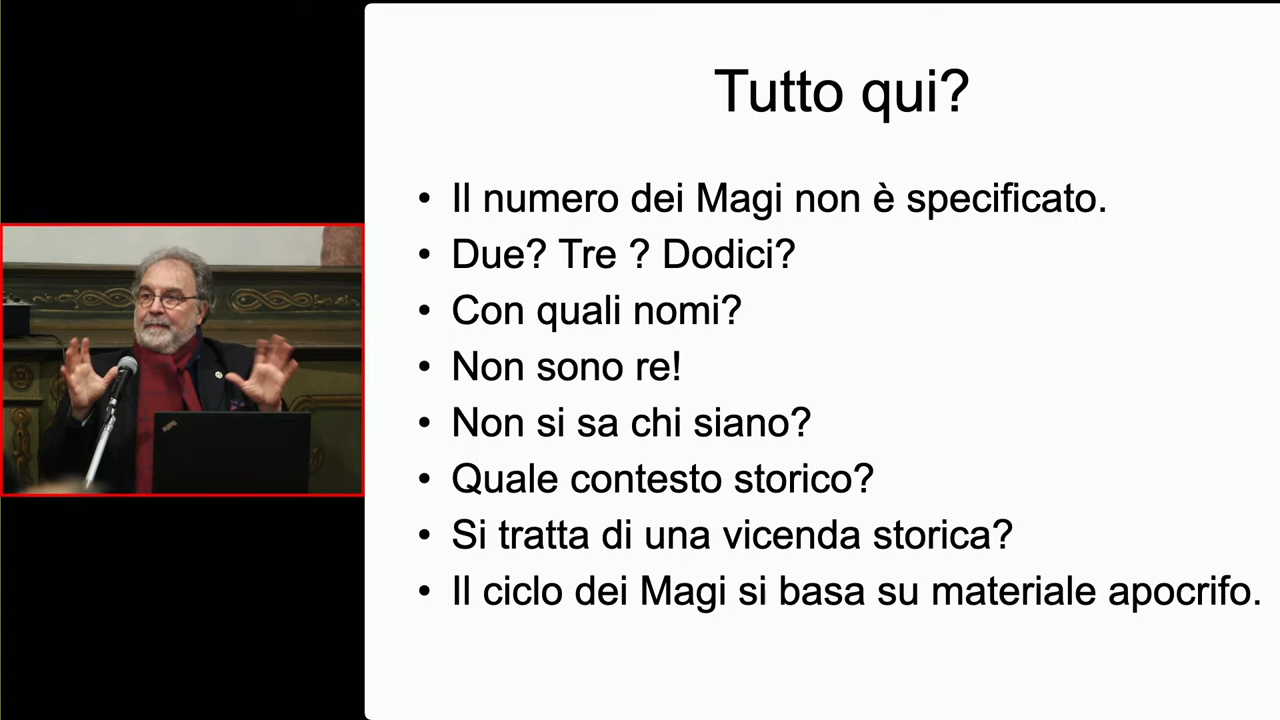 Tutto qui?
• Il numero dei Magi non è specificato.
• Due? Tre ? Dodici?
• Con quali nomi?
• Non sono re!
• Non si sa chi siano?
• Quale contesto storico?
• Si tratta di una vicenda storica?
• Il ciclo dei Magi si basa su materiale apocrifo.
ThinkPad